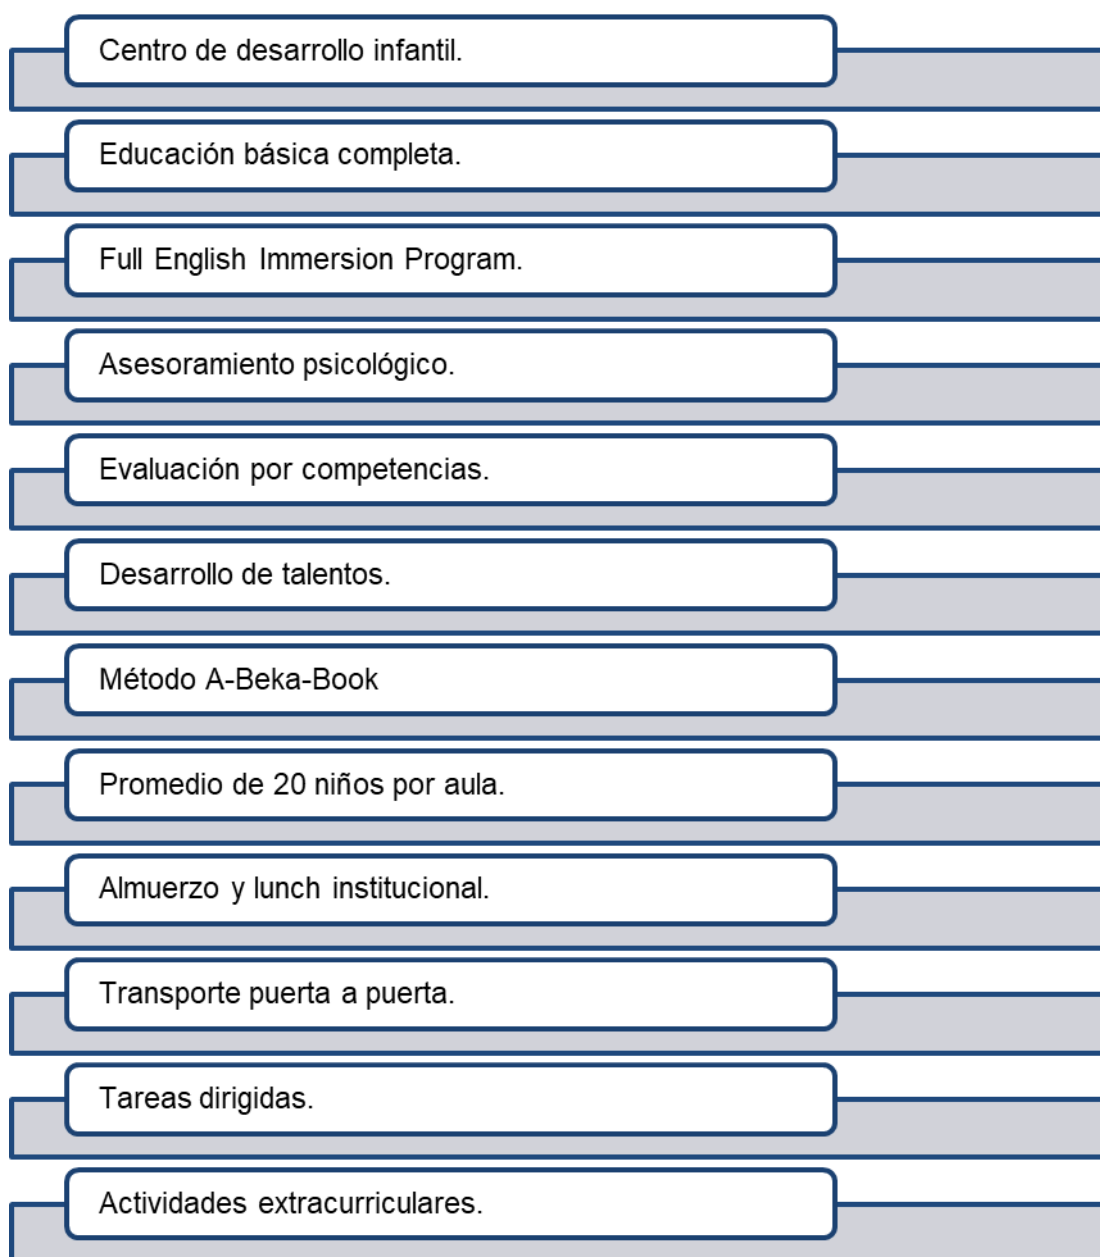 Centro de desarrollo infantil.
Educación básica completa.
Full English Immersion Program.
Asesoramiento psicológico.
Evaluación por competencias.
Desarrollo de talentos.
Método A-Beka-Book
Promedio de 20 niños por aula.
Almuerzo y lunch institucional.
Transporte puerta a puerta.
Tareas dirigidas.
Actividades extracurriculares.